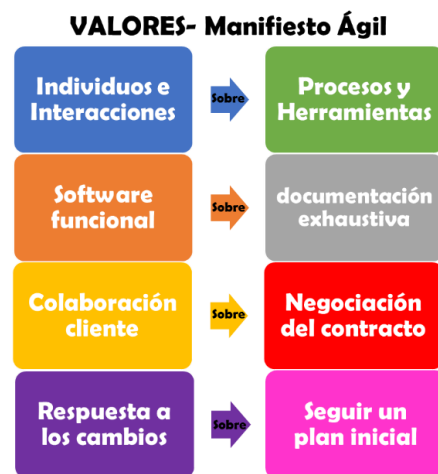 VALORES- Manifiesto Ágil
Individuos e
Interacciones
Sobre
Procesos y
Herramientas
Software
funcional
Sobre
documentación
exhaustiva
Colaboración
cliente
Sobre
Negociación
del contracto
Respuesta a
los cambios
Sobre
Seguir un
plan inicial